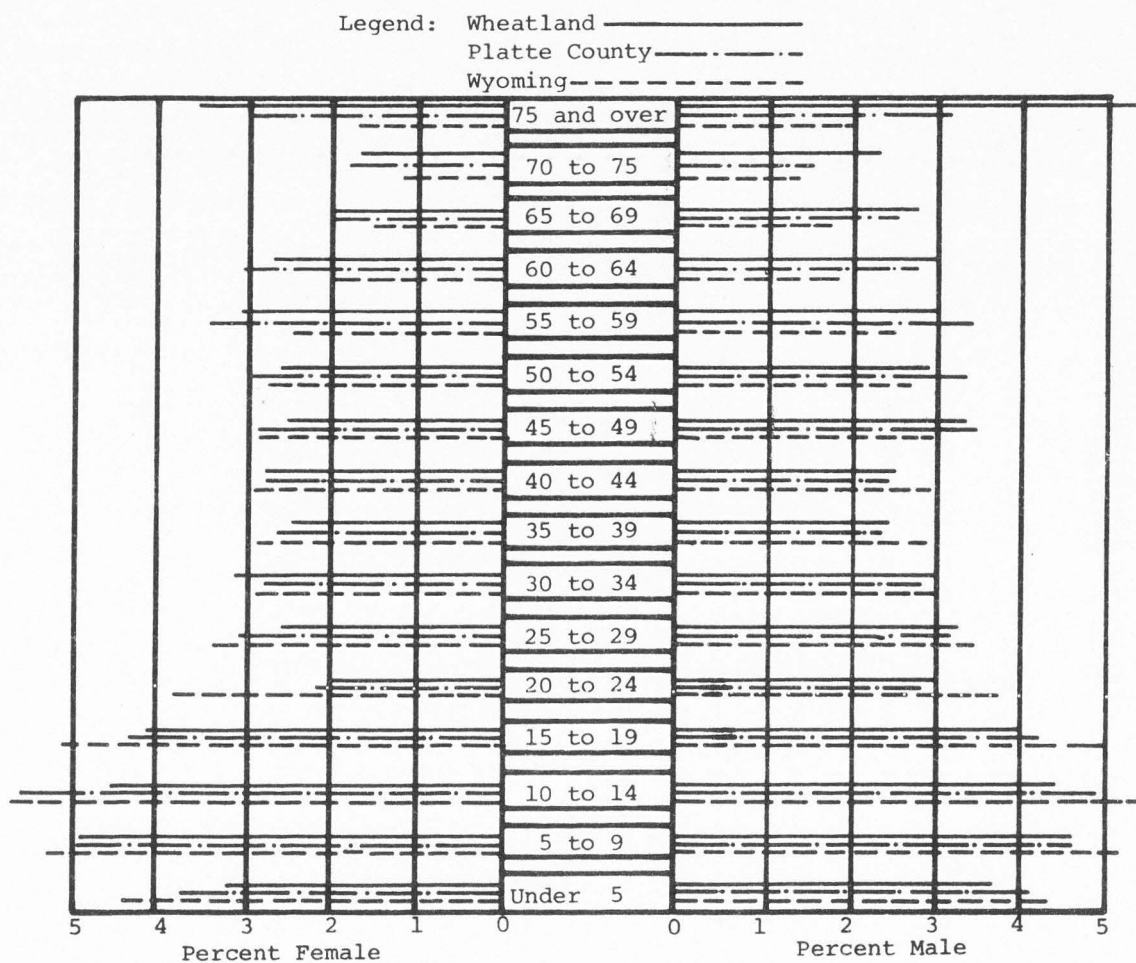 Legend: Wheatland
Platte County
Wyoming
75 and over
70 to 75
65 to 69
60 to 64
55 to 59
50 to 54
45 to 49
40 to 44
35 to 39
30 to 34
25 to 29
20 to 24
15 to 19
10 to 14
5 to 9
Under 5
5 4 3 2 1 0 0 1 2 3 4 5
Percent Female Percent Male